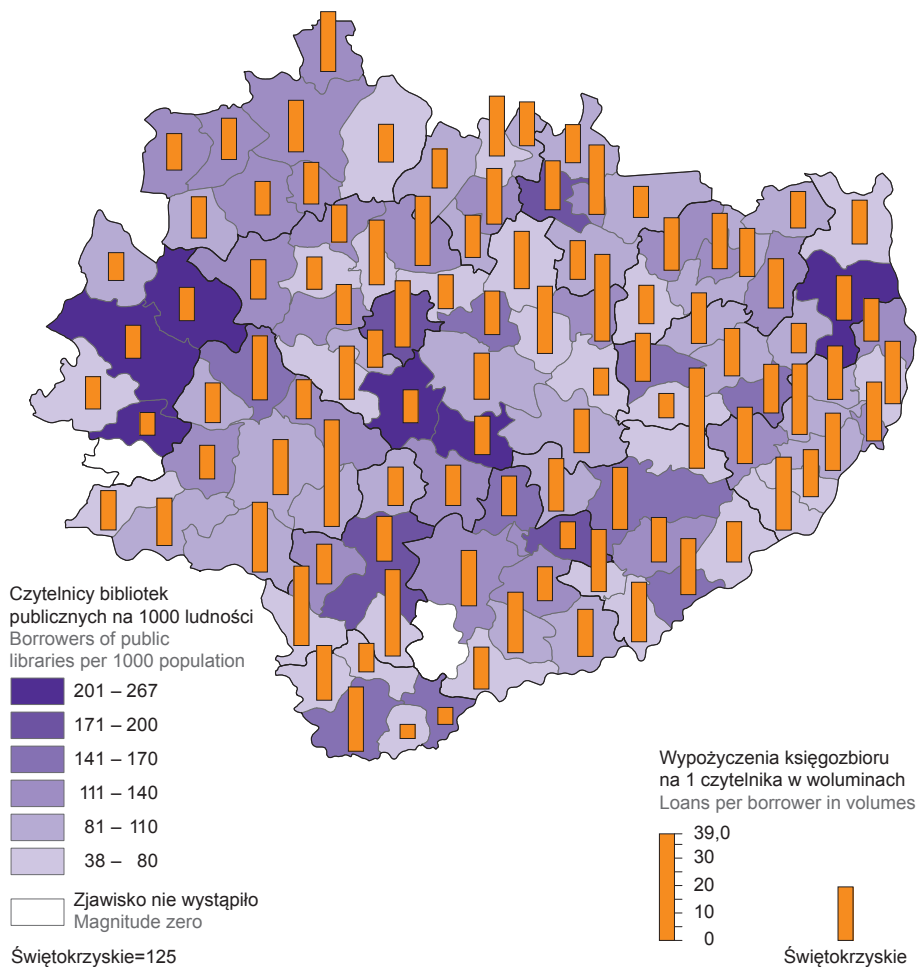 Czytelnicy bibliotek
publicznych na 1000 ludności
Borrowers of public
libraries per 1000 population
201 – 267
171 – 200
141 – 170
111 – 140
81 – 110
38 – 80
Zjawisko nie wystąpiło
Magnitude zero
Świętokrzyskie=125
Wypożyczenia księgozbioru
na 1 czytelnika w woluminach
Loans per borrower in volumes
39,0
30
20
10
0
Świętokrzyskie